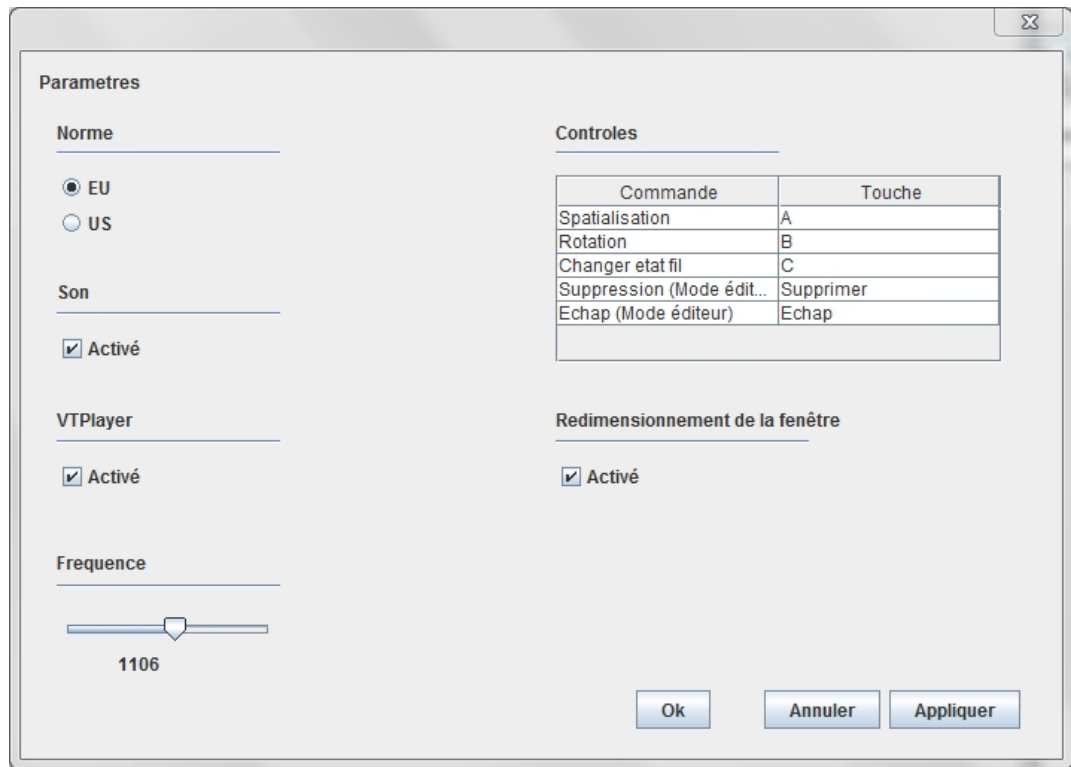 Parametres
Norme
EU
US
Son
Activé
VTPlayer
Activé
Frequence
1106
Controles
Commande Touche
Spatialisation A
Rotation B
Changer etat fil C
Suppression (Mode édit... Supprimer
Echap (Mode éditeur) Echap
Redimensionnement de la fenêtre
Activé
Ok Annuler Appliquer